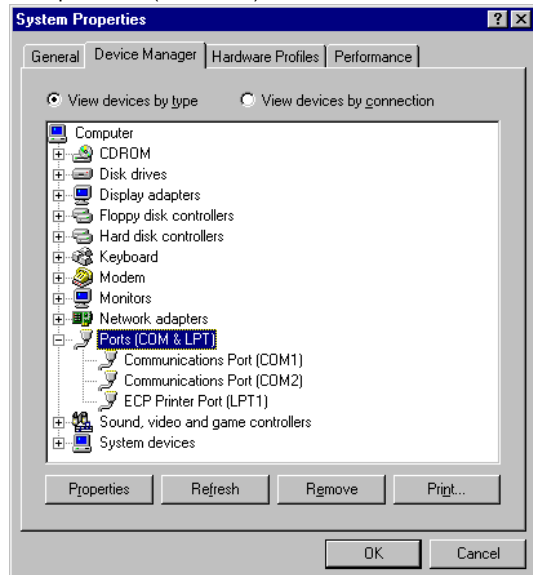 System Properties
General Device Manager Hardware Profiles Performance
View devices by type View devices by connection
Computer
CDROM
Disk drives
Display adapters
Floppy disk controllers
Hard disk controllers
Keyboard
Modem
Monitors
Network adapters
Ports (COM & LPT)
Communications Port (COM1)
Communications Port (COM2)
ECP Printer Port (LPT1)
Sound, video and game controllers
System devices
Properties Refresh Remove Print...
OK Cancel